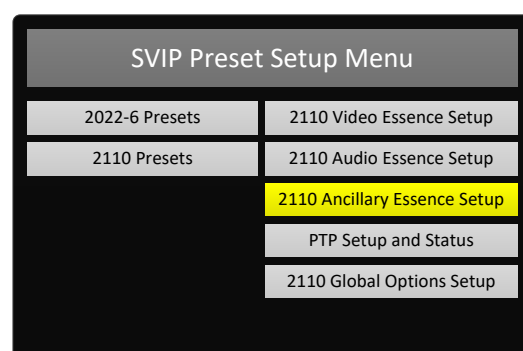 SVIP Preset Setup Menu
2022-6 Presets
2110 Video Essence Setup
2110 Presets
2110 Audio Essence Setup
2110 Ancillary Essence Setup
PTP Setup and Status
2110 Global Options Setup